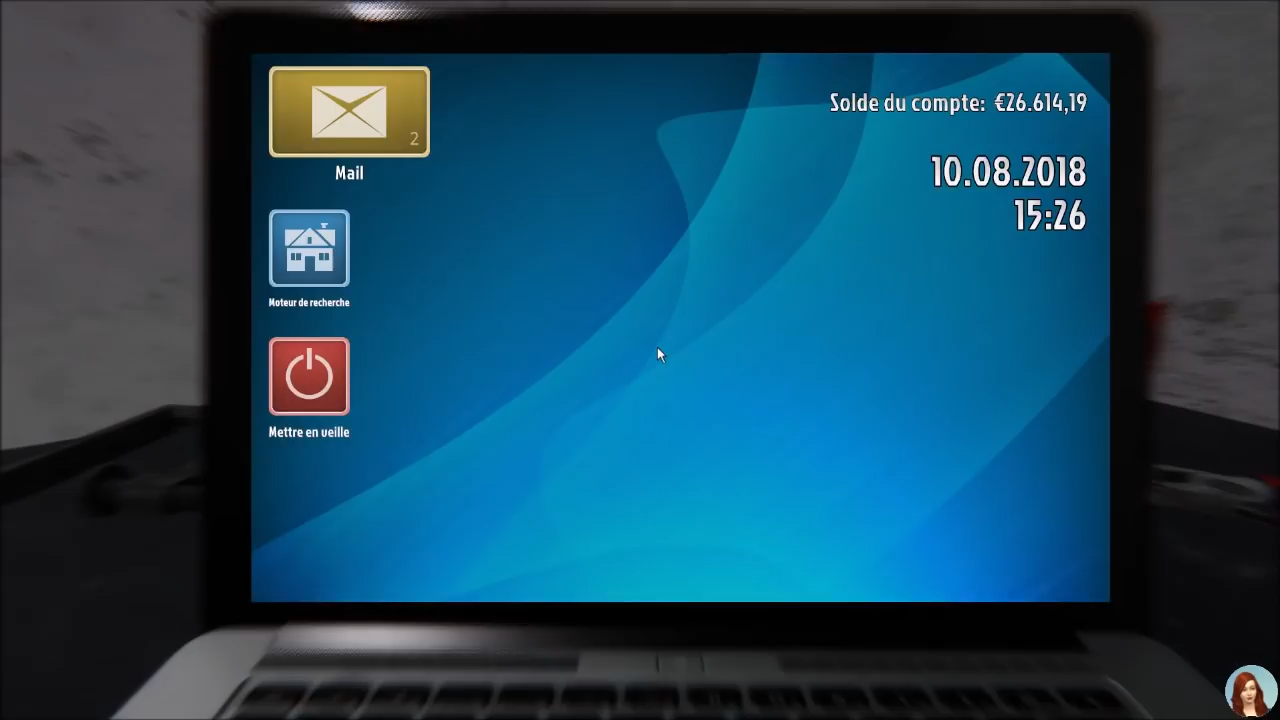 2
Mail
Moteur de recherche
Mettre en veille
Solde du compte: €26.614,19
10.08.2018
15:26